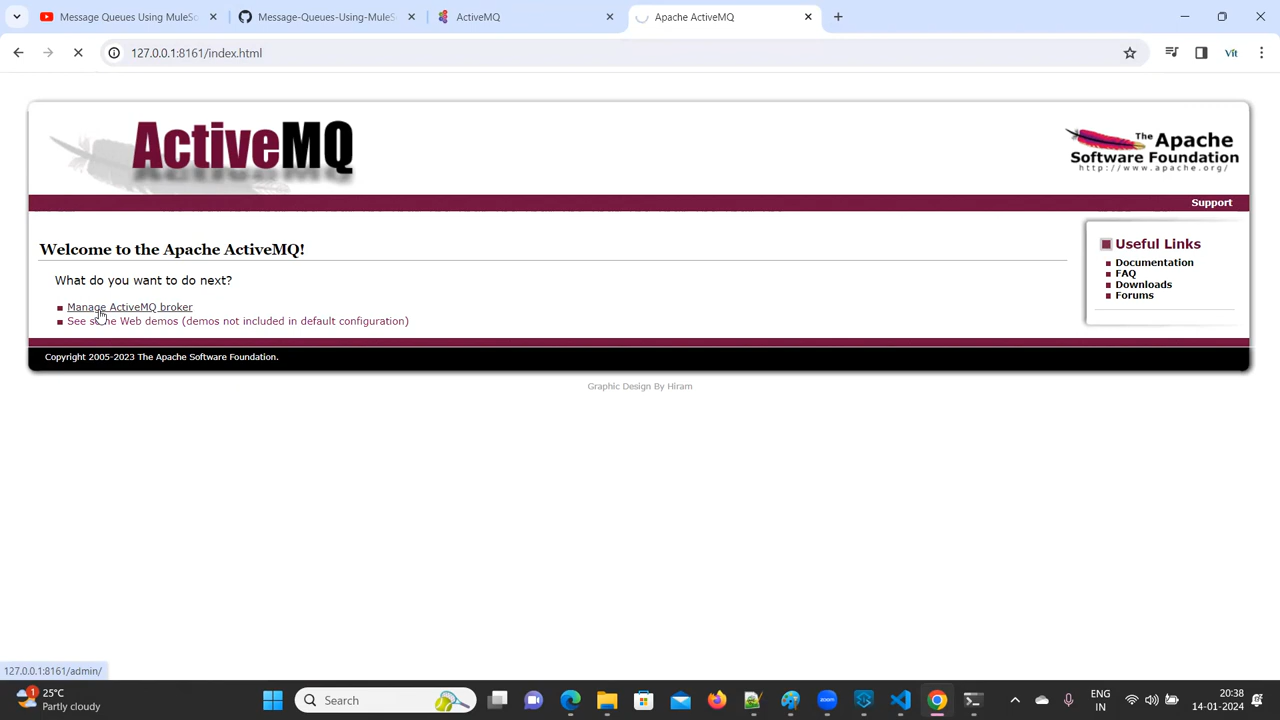 Message Queues Using MuleSo
Message-Queues-Using-MuleS
ActiveMQ
Apache ActiveMQ
127.0.0.1:8161/index.html
Vít
ActiveMQ
The Apache
Software Foundation
http://www.apache.org/
Support
Welcome to the Apache ActiveMQ!
What do you want to do next?
Manage ActiveMQ broker
See some Web demos (demos not included in default configuration)
Useful Links
Documentation
FAQ
Downloads
Forums
Copyright 2005-2023 The Apache Software Foundation.
Graphic Design By Hiram
127.0.0.1:8161/admin/
1
25°C
Partly cloudy
Search
zoom
ENG
IN
20:38
14-01-2024